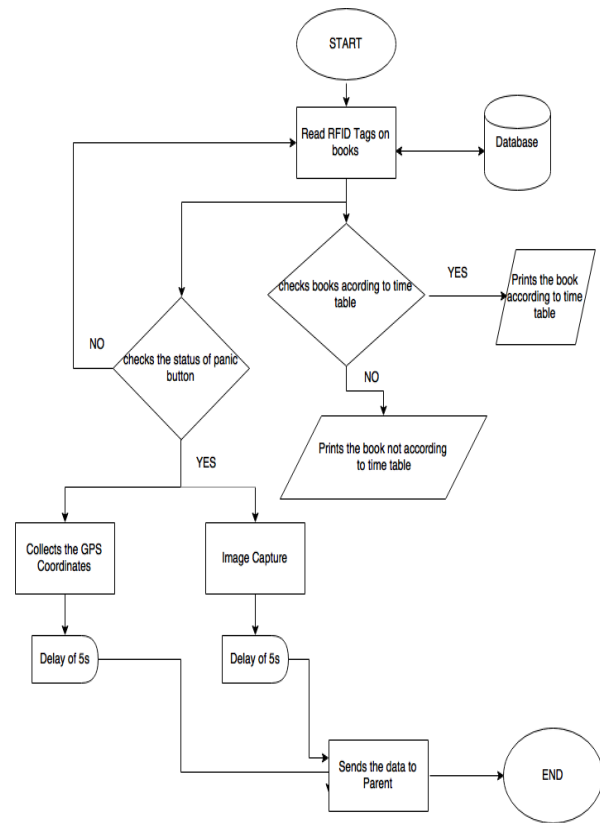 START
Read RFID Tags on
books
Database
checks books acording to time
table
YES
Prints the book
according to time
table
NO
checks the status of panic
button
NO
Prints the book not according
to time table
YES
Collects the GPS
Coordinates
Image Capture
Delay of 5s
Delay of 5s
Sends the data to
Parent
END